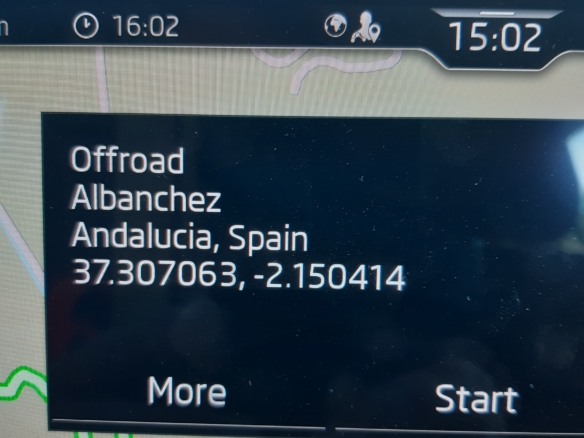 16:02
15:02
Offroad
Albanchez
Andalucia, Spain
37.307063, -2.150414
More
Start